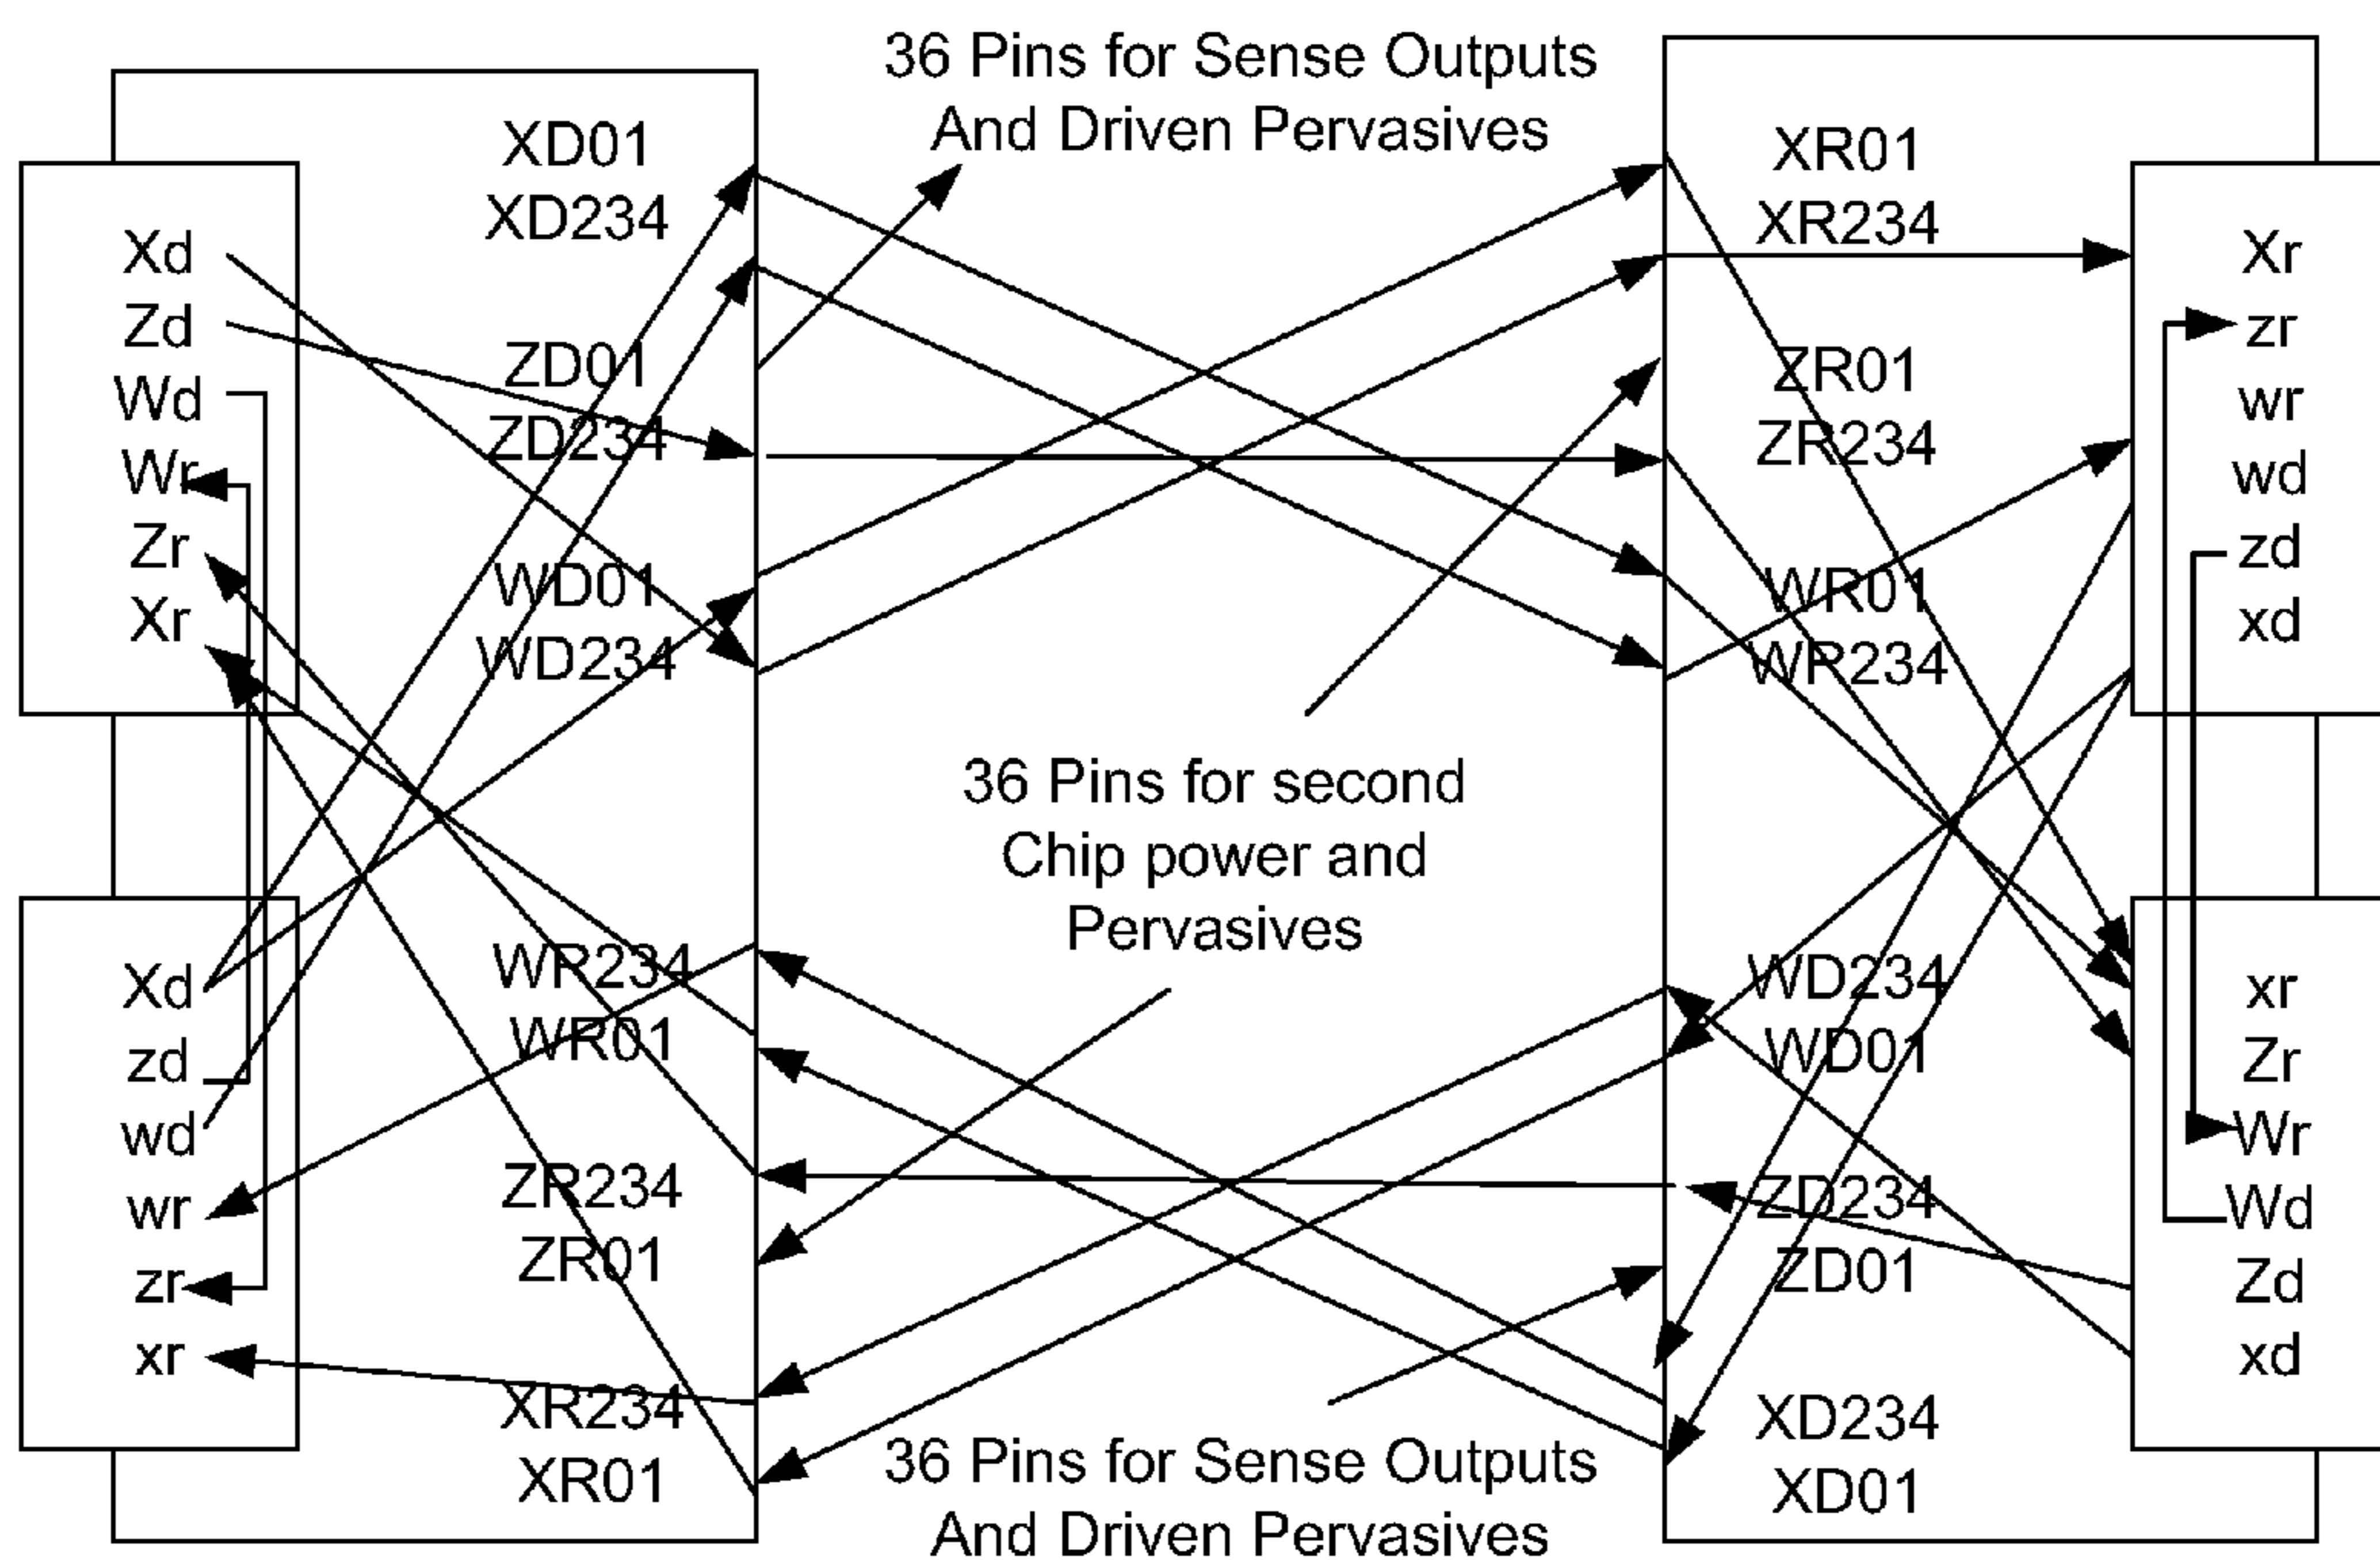 36 Pins for Sense Outputs
And Driven Pervasives
Xd
Zd
Wd
Wr
Zr
Xr
Xd
zd
wd
wr
zr
xr
XD01
XD234
ZD01
ZD234
WD01
WD234
WR234
WR01
ZR234
ZR01
XR234
XR01
36 Pins for second
Chip power and
Pervasives
36 Pins for Sense Outputs
And Driven Pervasives
XR01
XR234
ZR01
ZR234
WR01
WR234
WD234
WD01
ZD234
ZD01
XD234
XD01
Xr
zr
wr
wd
zd
xd
xr
Zr
Wr
Wd
Zd
xd